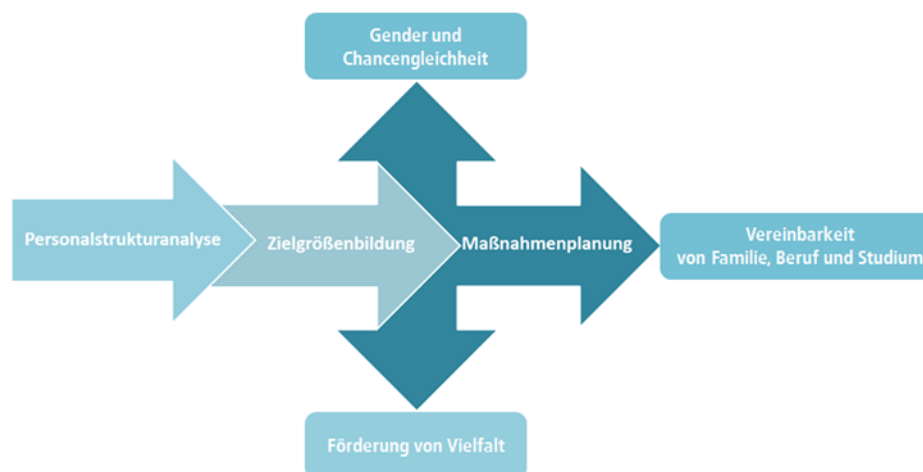 Gender und
Chancengleichheit
Personalstrukturanalyse
Zielgrößenbildung
Maßnahmenplanung
Vereinbarkeit
von Familie, Beruf und Studium
Förderung von Vielfalt